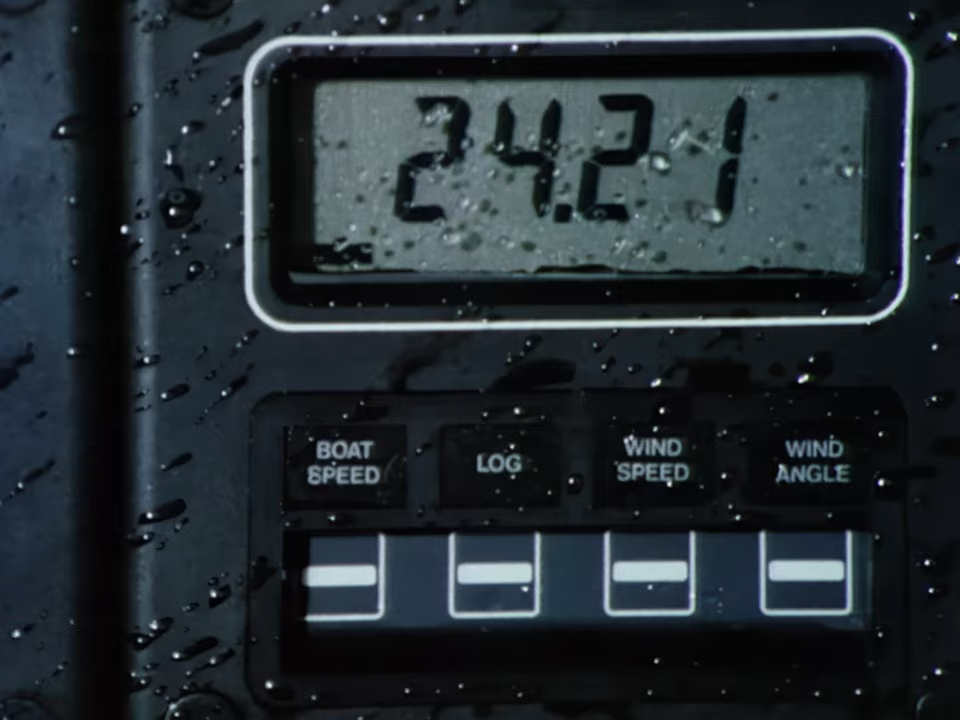 24.21
BOAT
SPEED
LOG
WIND
SPEED
WIND
ANGLE